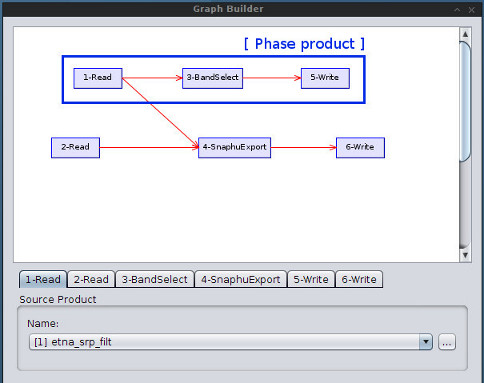 Graph Builder
[ Phase product ]
1-Read 3-BandSelect 5-Write
2-Read 4-SnaphuExport 6-Write
1-Read 2-Read 3-BandSelect 4-SnaphuExport 5-Write 6-Write
Source Product
Name:
[1] etna_srp_filt ...